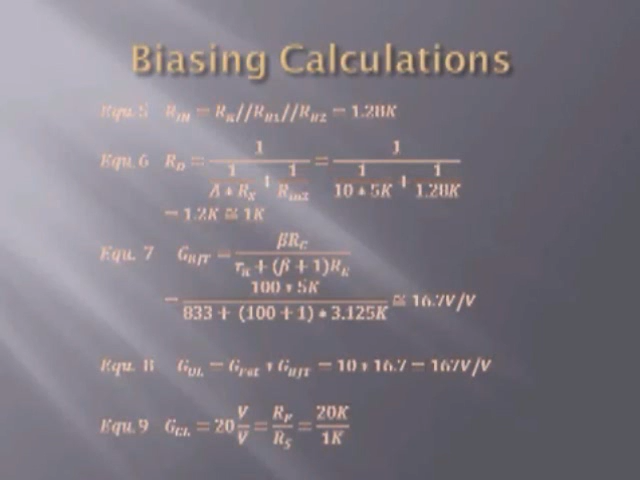 Biasing Calculations
Equ.5 R_IN = R_π//R_B1//R_B2 = 1.28K
Equ.6 R_D = 1/(1/(A * R_X) + 1/R_in2) = 1/(1/(10 * 5K) + 1/1.28K)
= 1.2K ≅ 1K
Equ. 7 G_BJT = βR_C/(r_π + (β + 1)R_E)
= 100 * 5K/(833 + (100 + 1) * 3.125K) ≅ 16.7V/V
Equ. 8 G_OL = G_Fet * G_BJT = 10 * 16.7 = 167V/V
Equ.9 G_CL = 20 V/V = R_F/R_S = 20K/1K